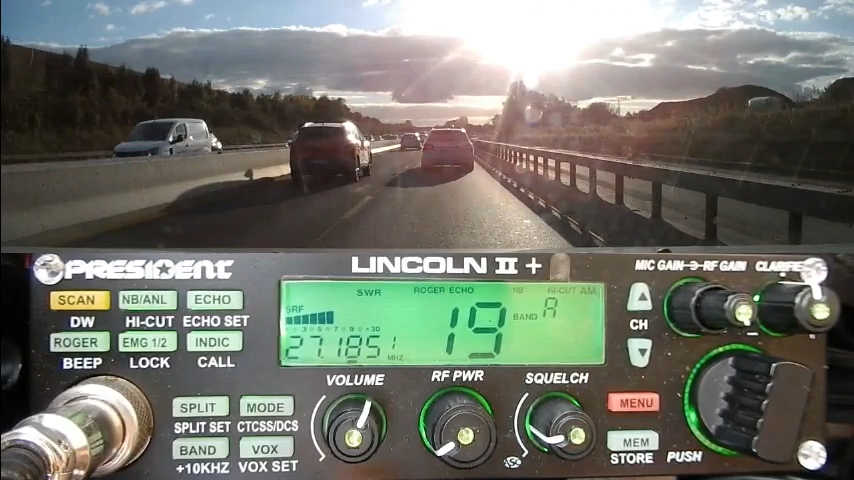 PRESIDENT
LINCOLN II +
MIC GAIN RF GAIN CLARIFIER
SCAN NB/ANL ECHO
DW HI-CUT ECHO SET
ROGER EMG 1/2 INDIC
BEEP LOCK CALL
SWR ROGER ECHO NB HI-CUT AM
SRF
19 BAND A
27.1851 MHZ
CH
VOLUME RF PWR SQUELCH
SPLIT MODE
SPLIT SET CTCSS/DCS
BAND VOX
+10KHZ VOX SET
ASC
MENU
MEM
STORE PUSH